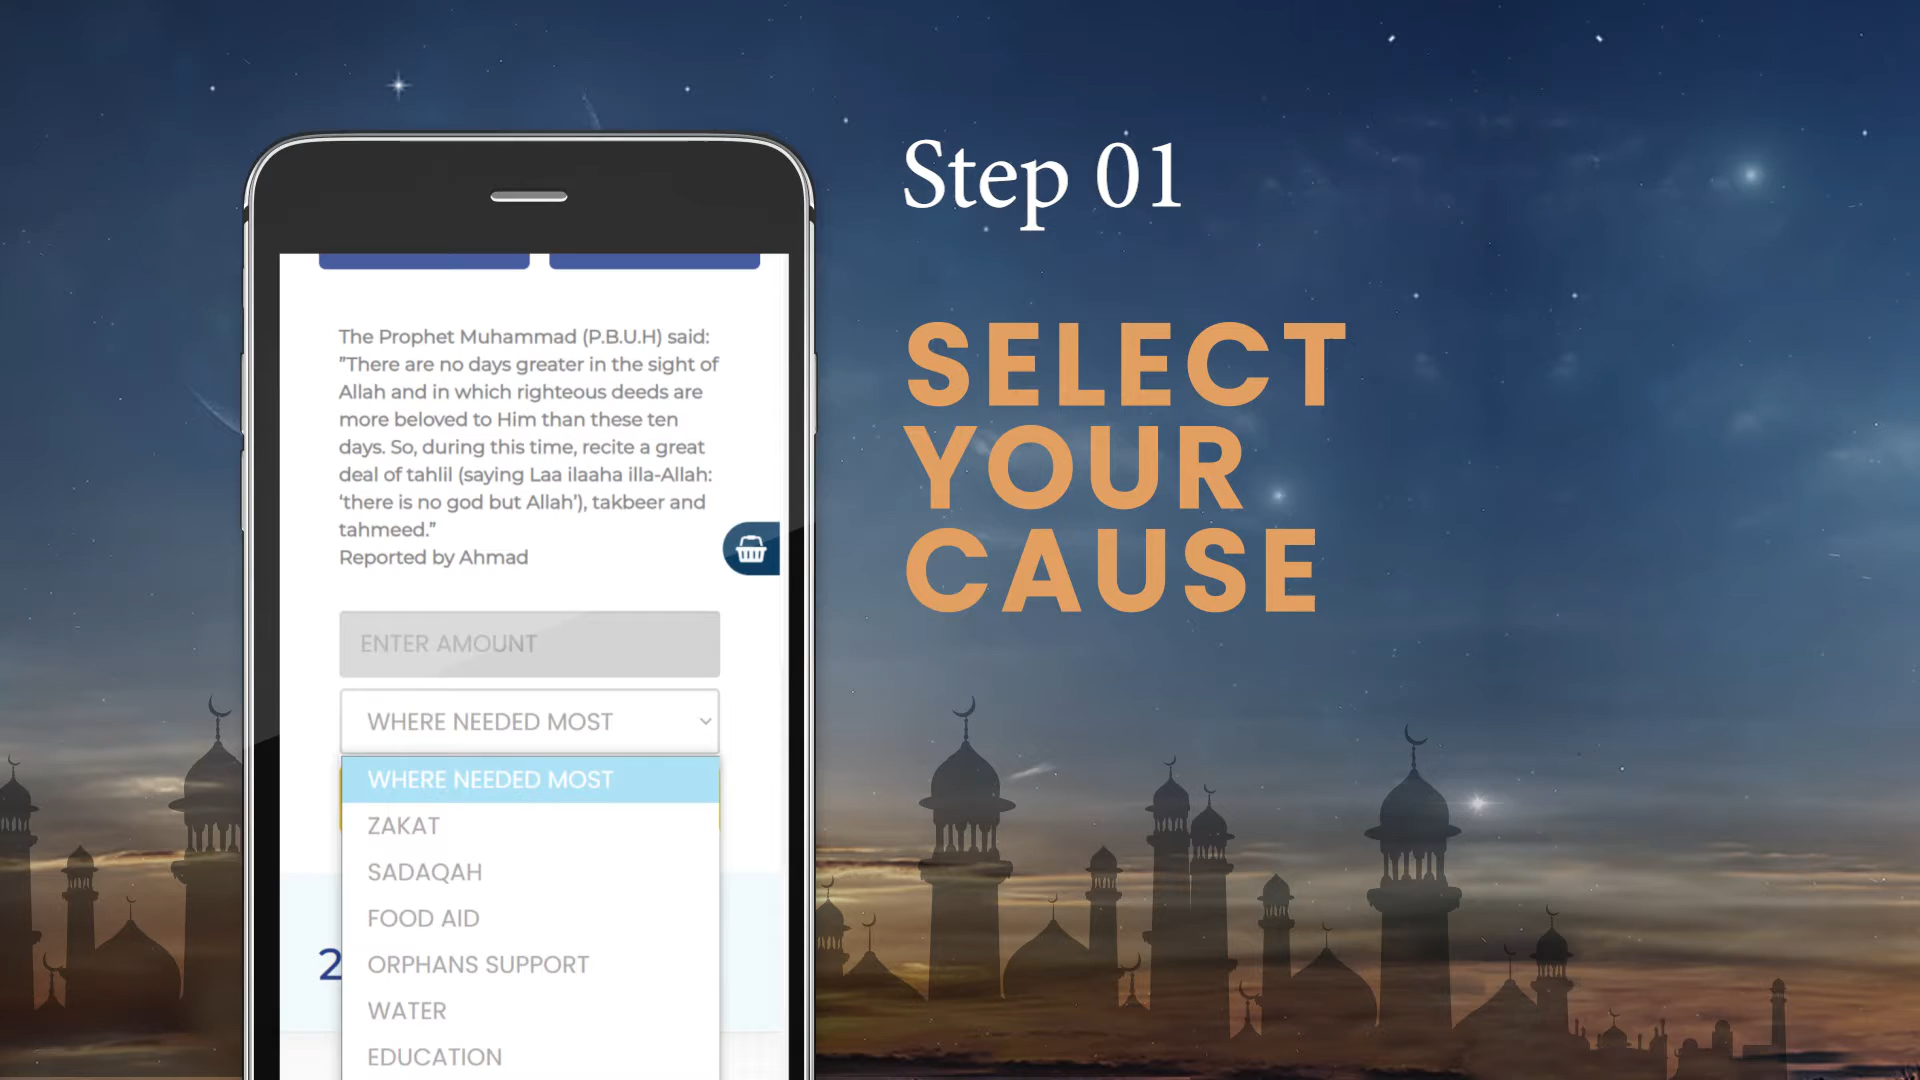 Step 01
SELECT
YOUR
CAUSE
The Prophet Muhammad (P.B.U.H) said:
”There are no days greater in the sight of
Allah and in which righteous deeds are
more beloved to Him than these ten
days. So, during this time, recite a great
deal of tahlil (saying Laa ilaaha illa-Allah:
‘there is no god but Allah’), takbeer and
tahmeed.”
Reported by Ahmad
ENTER AMOUNT
WHERE NEEDED MOST
WHERE NEEDED MOST
ZAKAT
SADAQAH
FOOD AID
2
ORPHANS SUPPORT
WATER
EDUCATION